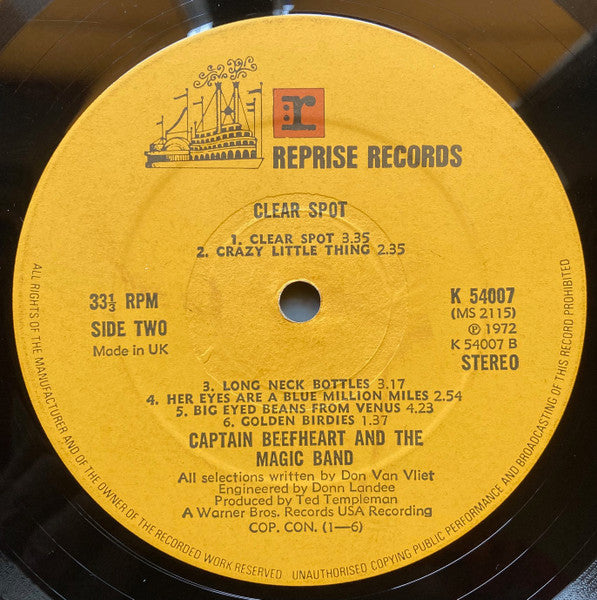 r
REPRISE RECORDS
CLEAR SPOT
1. CLEAR SPOT 3.35
2. CRAZY LITTLE THING 2.35
33⅓ RPM
SIDE TWO
Made in UK
K 54007
(MS 2115)
℗ 1972
K 54007 B
STEREO
3. LONG NECK BOTTLES 3.17
4. HER EYES ARE A BLUE MILLION MILES 2.54
5. BIG EYED BEANS FROM VENUS 4.23
6. GOLDEN BIRDIES 1.37
CAPTAIN BEEFHEART AND THE
MAGIC BAND
All selections written by Don Van Vliet
Engineered by Donn Landee
Produced by Ted Templeman
A Warner Bros. Records USA Recording
COP. CON. (1—6)
ALL RIGHTS OF THE MANUFACTURER AND OF THE OWNER OF THE RECORDED WORK RESERVED UNAUTHORISED COPYING PUBLIC PERFORMANCE AND BROADCASTING OF THIS RECORD PROHIBITED